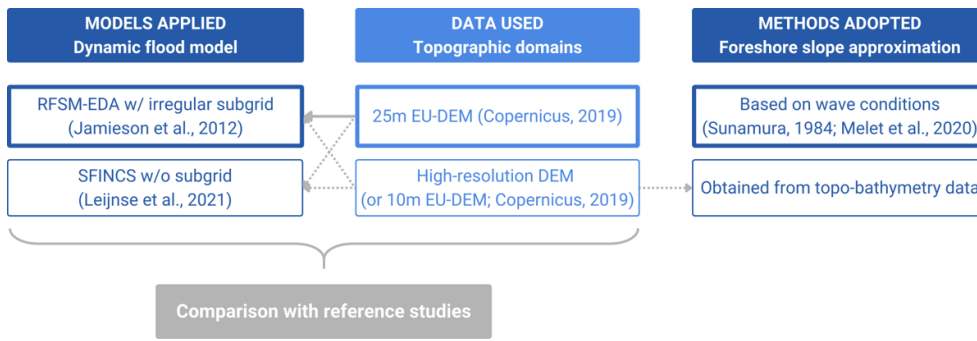 MODELS APPLIED
Dynamic flood model
DATA USED
Topographic domains
METHODS ADOPTED
Foreshore slope approximation
RFSM-EDA w/ irregular subgrid
(Jamieson et al., 2012)
25m EU-DEM (Copernicus, 2019)
Based on wave conditions
(Sunamura, 1984; Melet et al., 2020)
SFINCS w/o subgrid
(Leijnse et al., 2021)
High-resolution DEM
(or 10m EU-DEM; Copernicus, 2019)
Obtained from topo-bathymetry data
Comparison with reference studies